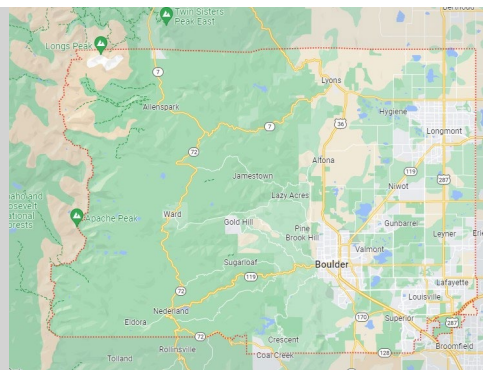 Berthoud
Twin Sisters
Peak East
Longs Peak
7
Lyons
Allenspark
Hygiene
36
Longmont
7
72
Altona
119
287
Jamestown
Niwot
Lazy Acres
Ward
Gold Hill
Gunbarrel
Apache Peak
Pine
Brook Hill
Leyner
Erie
Valmont
Sugarloaf
Boulder
119
Lafayette
72
Louisville
Nederland
170
Superior
287
Eldora
72
Crescent
128
Broomfield
Rollinsville
Coal Creek
Tolland